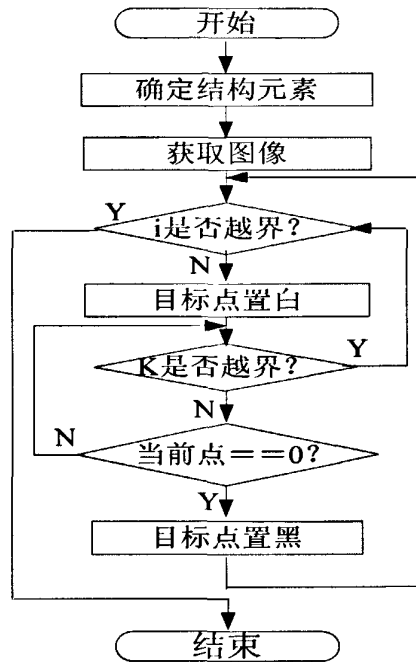 开始
确定结构元素
获取图像
Y
i是否越界?
N
目标点置白
K是否越界?
Y
N
N
当前点==0?
Y
目标点置黑
结束